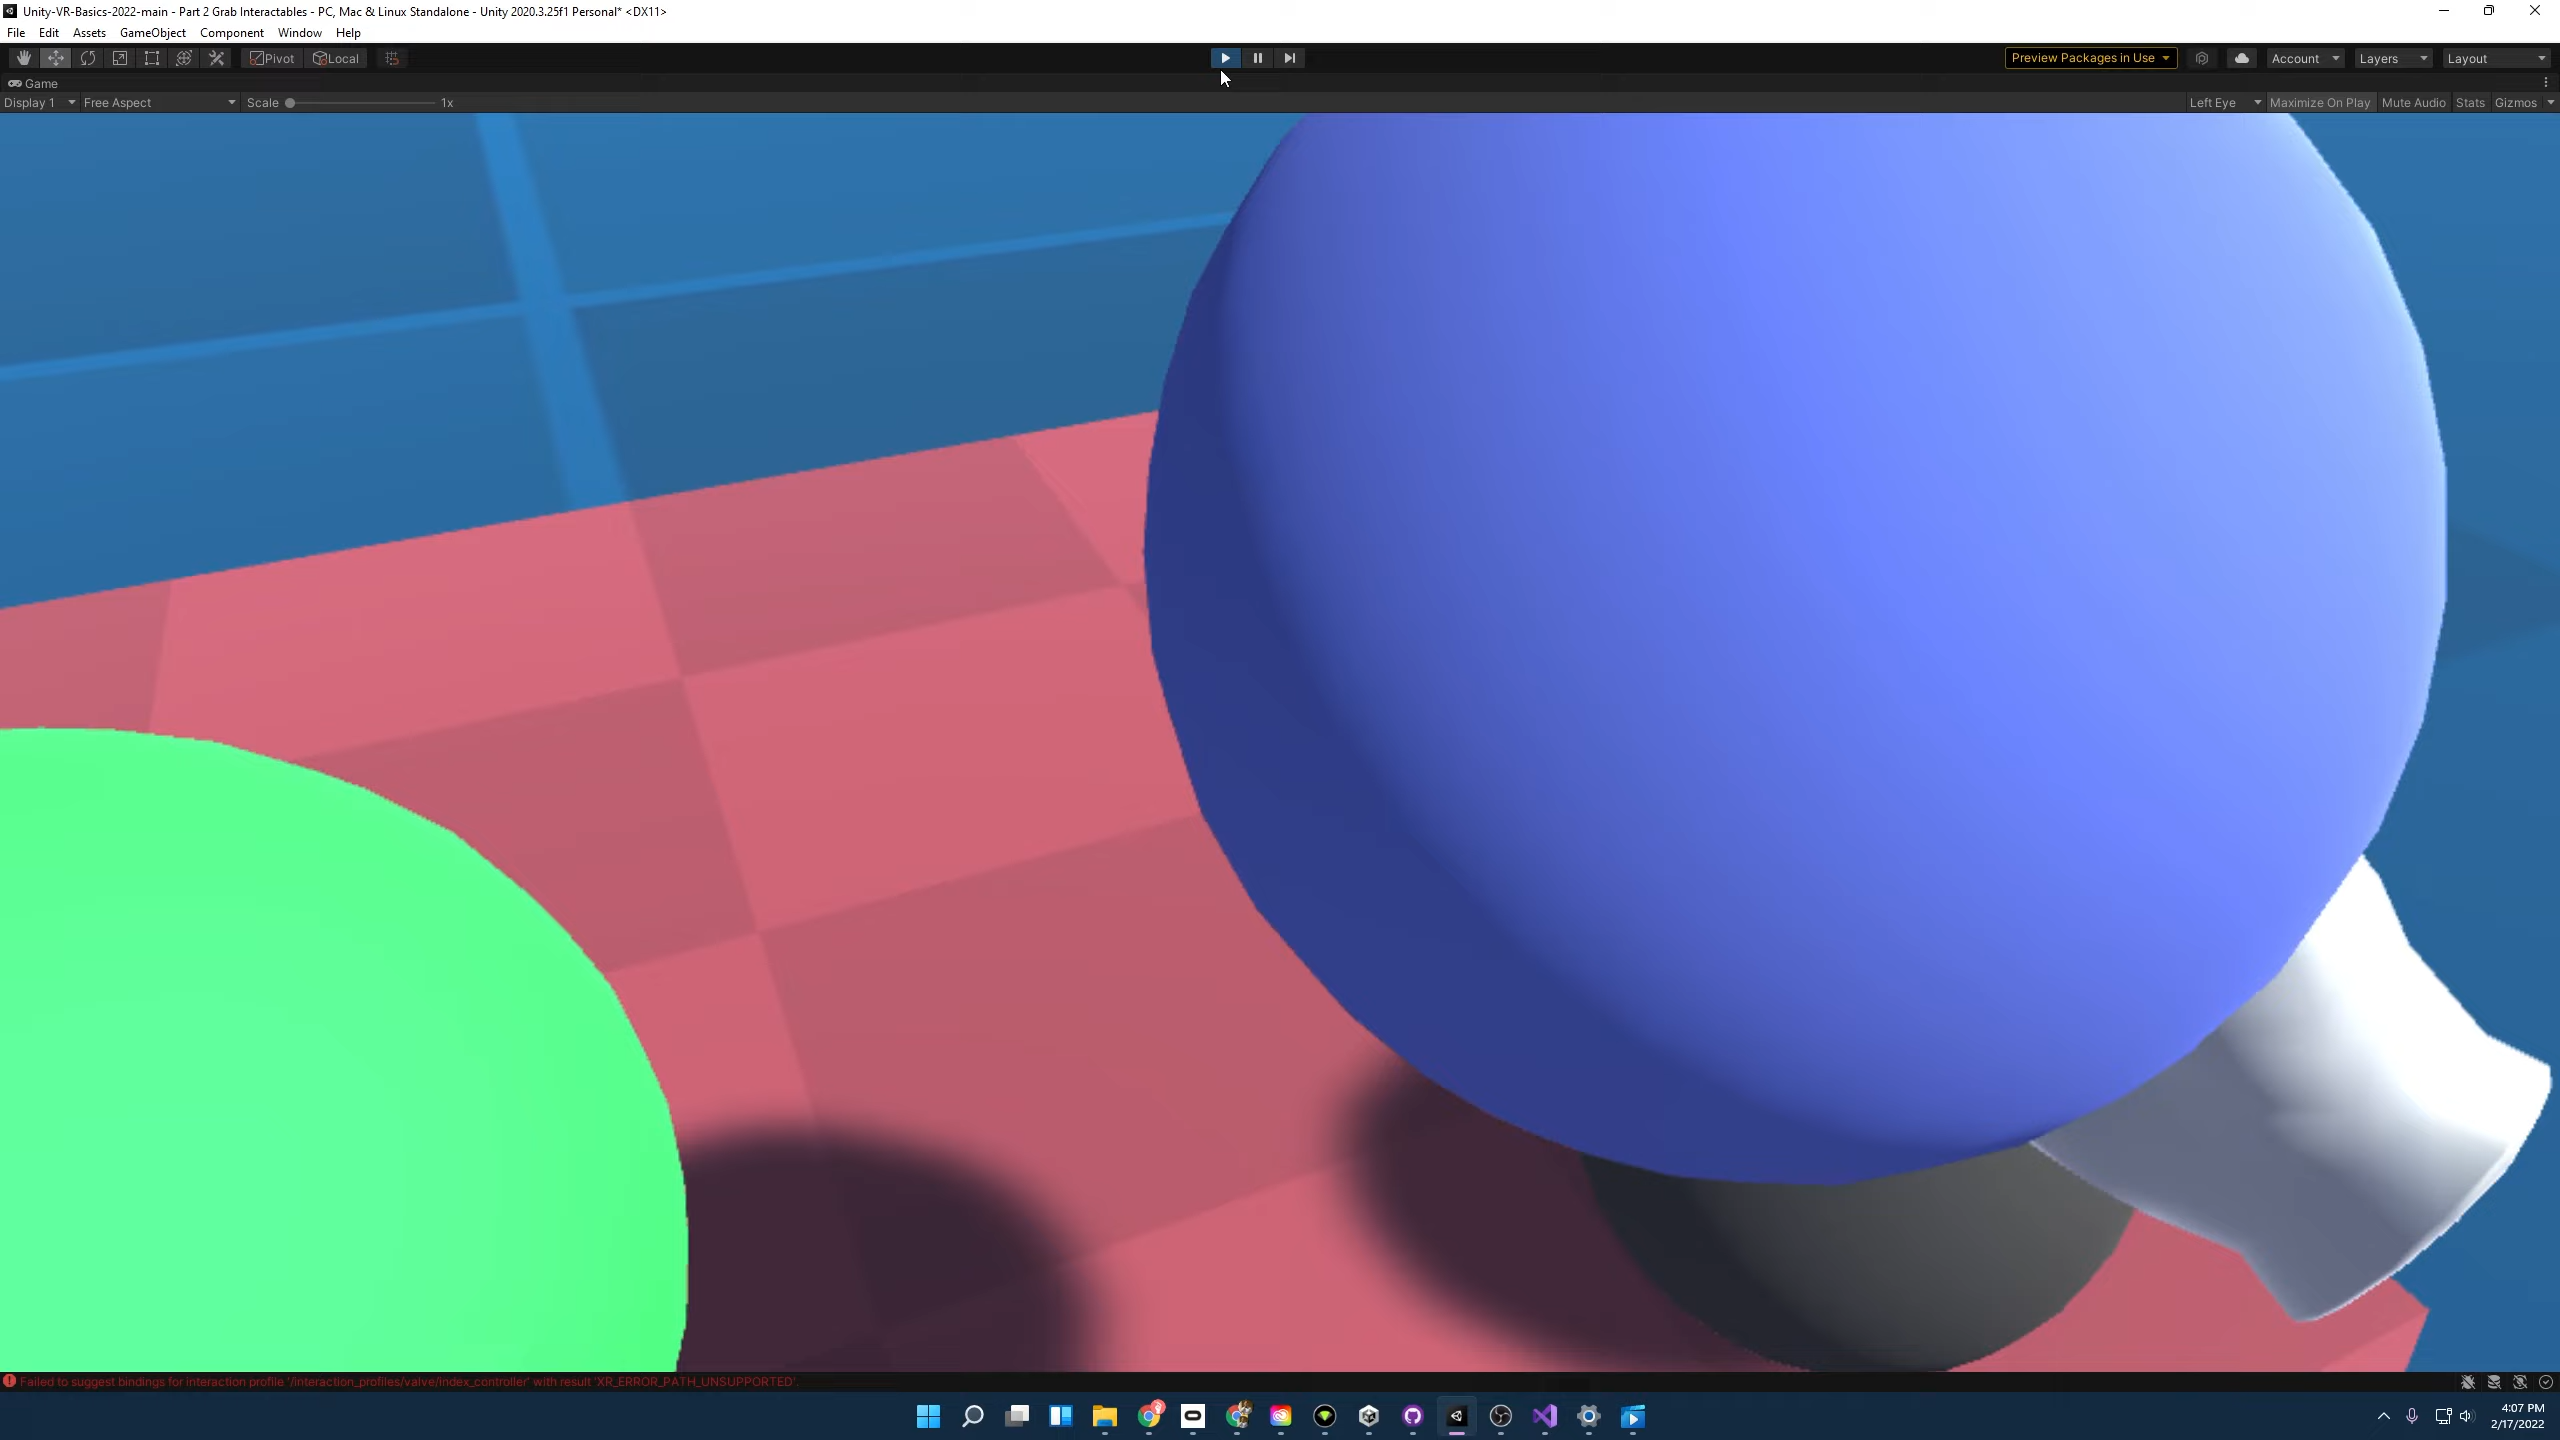 Unity-VR-Basics-2022-main - Part 2 Grab Interactables - PC, Mac & Linux Standalone - Unity 2020.3.25f1 Personal* <DX11>
File Edit Assets GameObject Component Window Help
Pivot Local Preview Packages in Use Account Layers Layout
Game
Display 1 Free Aspect Scale 1x Left Eye Maximize On Play Mute Audio Stats Gizmos
Failed to suggest bindings for interaction profile '/interaction_profiles/valve/index_controller' with result 'XR_ERROR_PATH_UNSUPPORTED'.
4:07 PM
2/17/2022